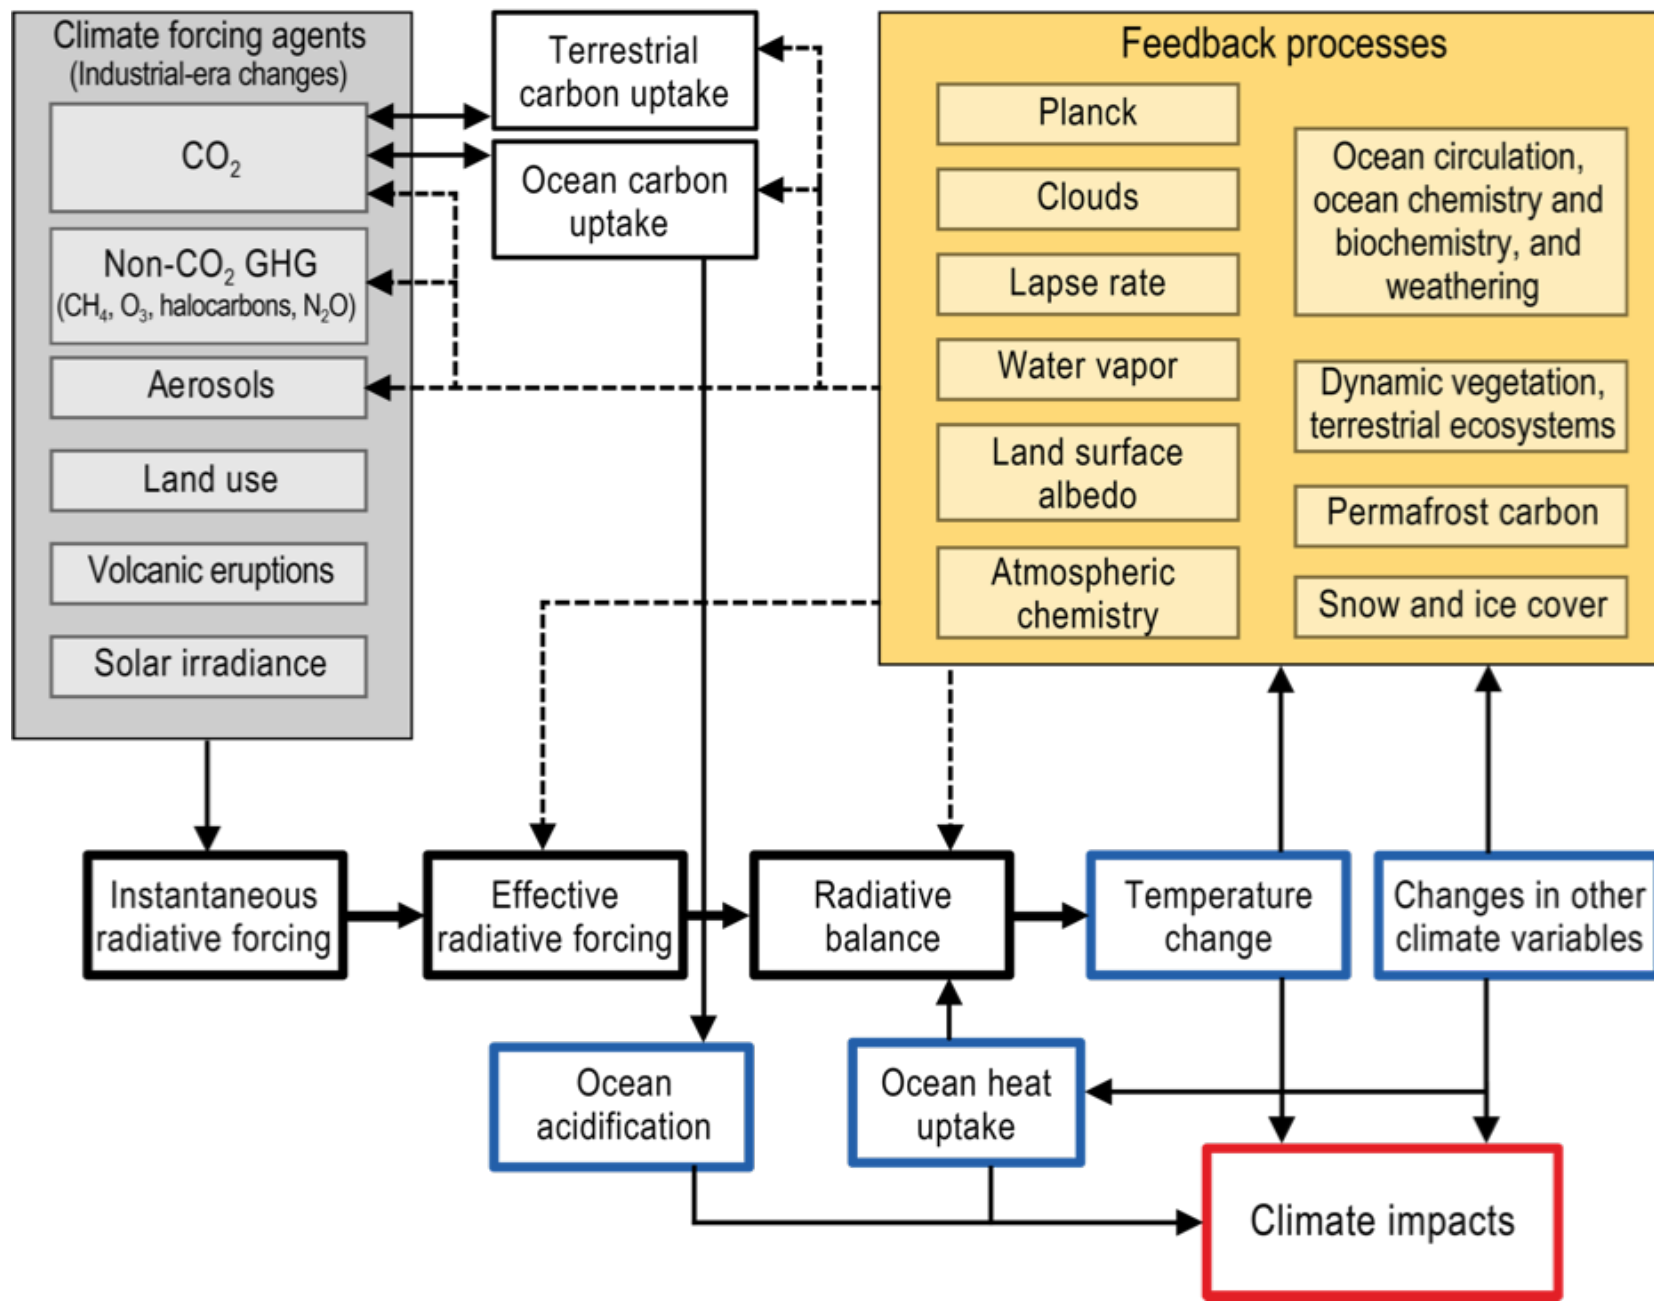 Climate forcing agents
(Industrial-era changes)
CO₂
Non-CO₂ GHG
(CH₄, O₃, halocarbons, N₂O)
Aerosols
Land use
Volcanic eruptions
Solar irradiance
Terrestrial
carbon uptake
Ocean carbon
uptake
Feedback processes
Planck
Clouds
Lapse rate
Water vapor
Land surface
albedo
Atmospheric
chemistry
Ocean circulation,
ocean chemistry and
biochemistry, and
weathering
Dynamic vegetation,
terrestrial ecosystems
Permafrost carbon
Snow and ice cover
Instantaneous
radiative forcing
Effective
radiative forcing
Radiative
balance
Temperature
change
Changes in other
climate variables
Ocean
acidification
Ocean heat
uptake
Climate impacts